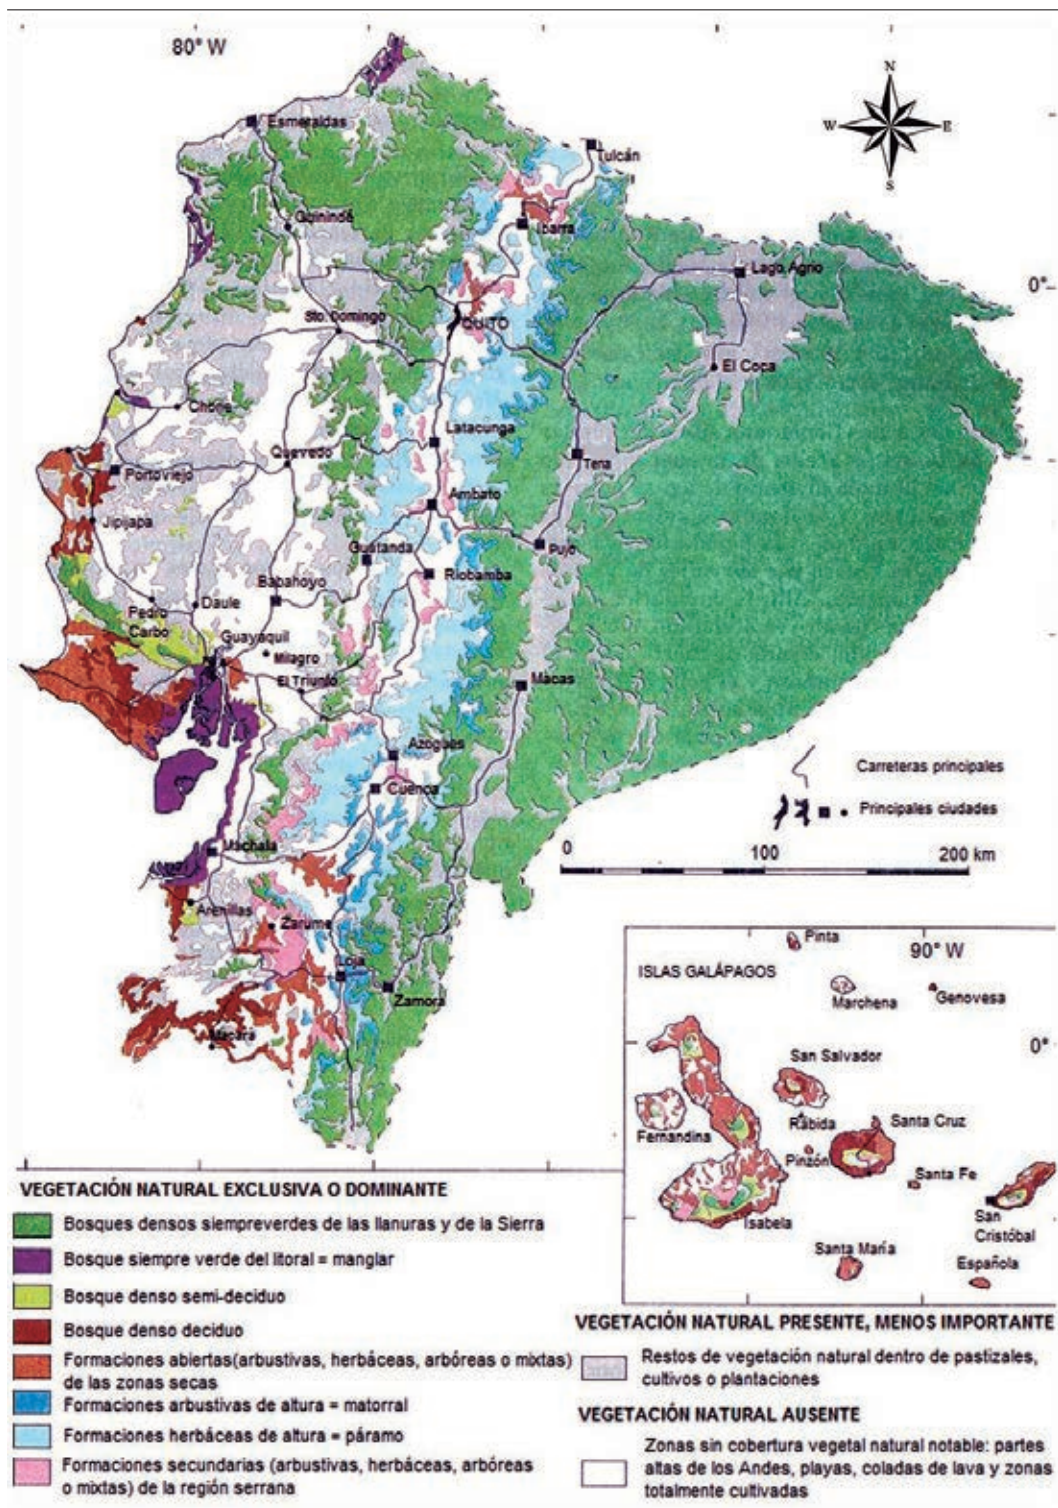 80° W
N
W
E
S
Esmeraldas
Tulcán
Quinindé
Ibarra
Lago Agrio
0°
Sto. Domingo
QUITO
El Coca
Chone
Latacunga
Quevedo
Tena
Portoviejo
Ambato
Jipijapa
Guatanda
Puyo
Riobamba
Babahoyo
Pedro
Carbo
Daule
Guayaquil
Milagro
El Triunfo
Macas
Azogues
Carreteras principales
Cuenca
Principales ciudades
Machala
0
100
200 km
Arenillas
Zaruma
Loja
Zamora
Macará
ISLAS GALÁPAGOS
90° W
Pinta
Marchena
Genovesa
0°
San Salvador
Rábida
Santa Cruz
Fernandina
Pinzón
Santa Fe
Isabela
San
Cristóbal
Santa María
Española
VEGETACIÓN NATURAL EXCLUSIVA O DOMINANTE
Bosques densos siempreverdes de las llanuras y de la Sierra
Bosque siempre verde del litoral = manglar
Bosque denso semi-deciduo
Bosque denso deciduo
Formaciones abiertas(arbustivas, herbáceas, arbóreas o mixtas)
de las zonas secas
Formaciones arbustivas de altura = matorral
Formaciones herbáceas de altura = páramo
Formaciones secundarias (arbustivas, herbáceas, arbóreas
o mixtas) de la región serrana
VEGETACIÓN NATURAL PRESENTE, MENOS IMPORTANTE
Restos de vegetación natural dentro de pastizales,
cultivos o plantaciones
VEGETACIÓN NATURAL AUSENTE
Zonas sin cobertura vegetal natural notable: partes
altas de los Andes, playas, coladas de lava y zonas
totalmente cultivadas